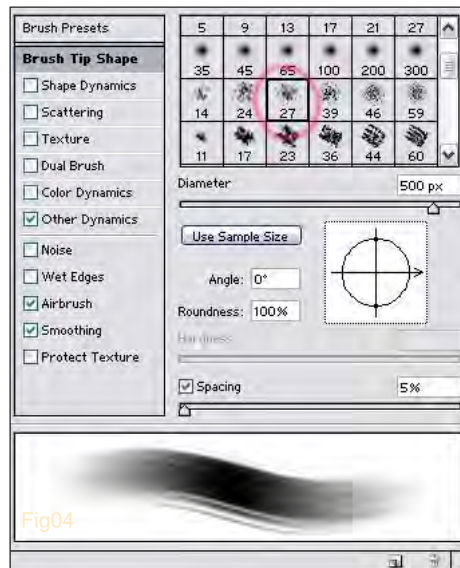 Brush Presets
Brush Tip Shape
Shape Dynamics
Scattering
Texture
Dual Brush
Color Dynamics
Other Dynamics
Noise
Wet Edges
Airbrush
Smoothing
Protect Texture
5 9 13 17 21 27
35 45 65 100 200 300
14 24 27 39 46 59
11 17 23 36 44 60
Diameter 500 px
Use Sample Size
Angle: 0°
Roundness: 100%
Hardness
Spacing 5%
Fig04